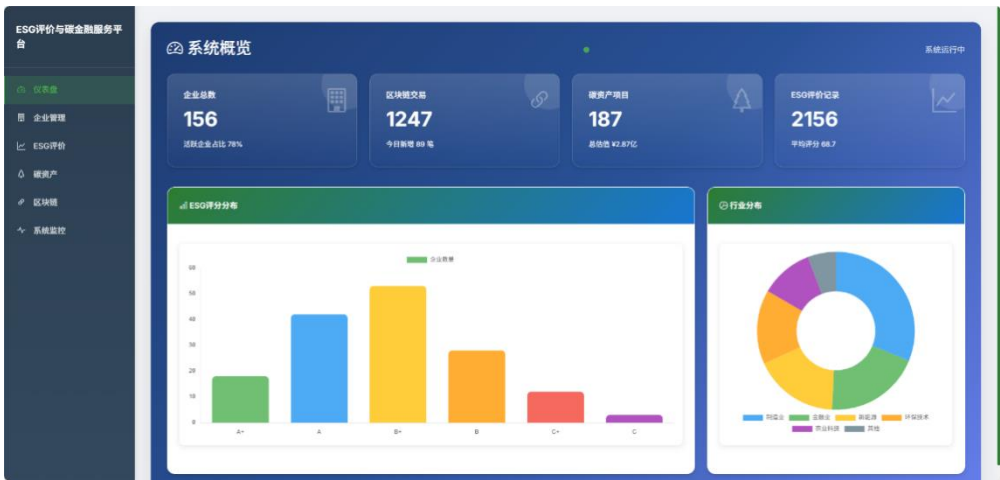 ESG评价与碳金融服务平
台
仪表盘
企业管理
ESG评价
碳资产
区块链
系统监控
系统概览
系统运行中
企业总数
156
活跃企业占比 78%
区块链交易
1247
今日新增 89 笔
碳资产项目
187
总估值 ¥2.87亿
ESG评价记录
2156
平均评分 68.7
ESG评分分布
企业数量
60
50
40
30
20
10
0
A+
A
B+
B
C+
C
行业分布
制造业
金融业
新能源
环保技术
农业科技
其他